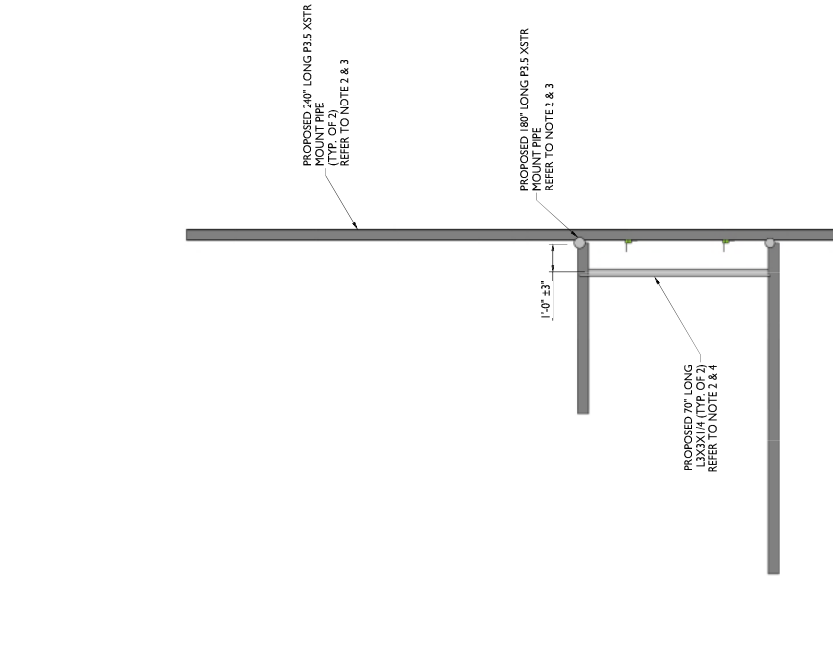 PROPOSED 240" LONG P3.5 XSTR
MOUNT PIPE
(TYP. OF 2)
REFER TO NOTE 2 & 3
PROPOSED 180" LONG P3.5 XSTR
MOUNT PIPE
REFER TO NOTE 2 & 3
1'-0" ±3"
PROPOSED 70" LONG
L3X3X1/4 (TYP. OF 2)
REFER TO NOTE 2 & 4